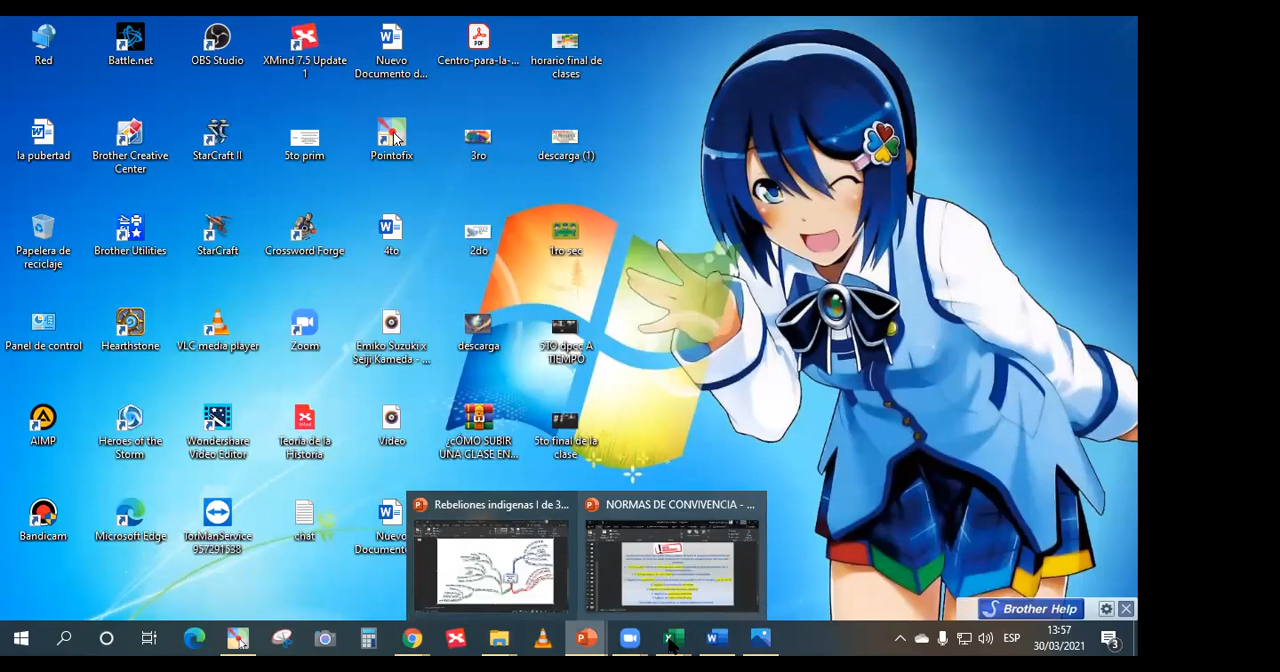 Red
Battle.net
OBS Studio
XMind 7.5 Update
1
Nuevo
Documento d...
Centro-para-la-...
horario final de
clases
la pubertad
Brother Creative
Center
StarCraft II
5to prim
Pointofix
3ro
descarga (1)
Papelera de
reciclaje
Brother Utilities
StarCraft
Crossword Forge
4to
2do
1ro sec
Panel de control
Hearthstone
VLC media player
Zoom
Emiko Suzuki x
Seiji Kameda - ...
descarga
5TO dpcc A
TIEMPO
AIMP
Heroes of the
Storm
Wondershare
Video Editor
Teoria de la
Historia
Video
¿cÓMO SUBIR
UNA CLASE EN...
5to final de la
clase
Bandicam
Microsoft Edge
TorManService
957291538
chat
Nuevo
Documento
Rebeliones indigenas I de 3...
NORMAS DE CONVIVENCIA - ...
Brother Help
ESP
13:57
30/03/2021
3